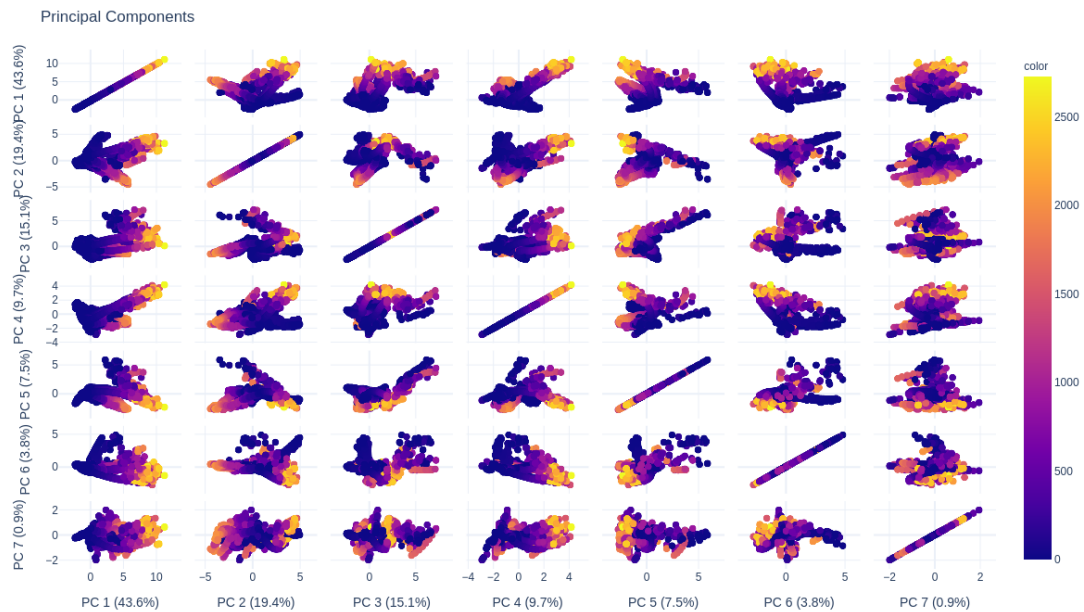 Principal Components
color
PC 1 (43.6%)
10
5
0
PC 2 (19.4%)
5
0
−5
PC 3 (15.1%)
5
0
PC 4 (9.7%)
4
2
0
−2
−4
PC 5 (7.5%)
5
0
PC 6 (3.8%)
5
0
PC 7 (0.9%)
2
0
−2
0 5 10
−5 0 5
0 5
−4 −2 0 2 4
0 5
0 5
−2 0 2
PC 1 (43.6%) PC 2 (19.4%) PC 3 (15.1%) PC 4 (9.7%) PC 5 (7.5%) PC 6 (3.8%) PC 7 (0.9%)
2500
2000
1500
1000
500
0